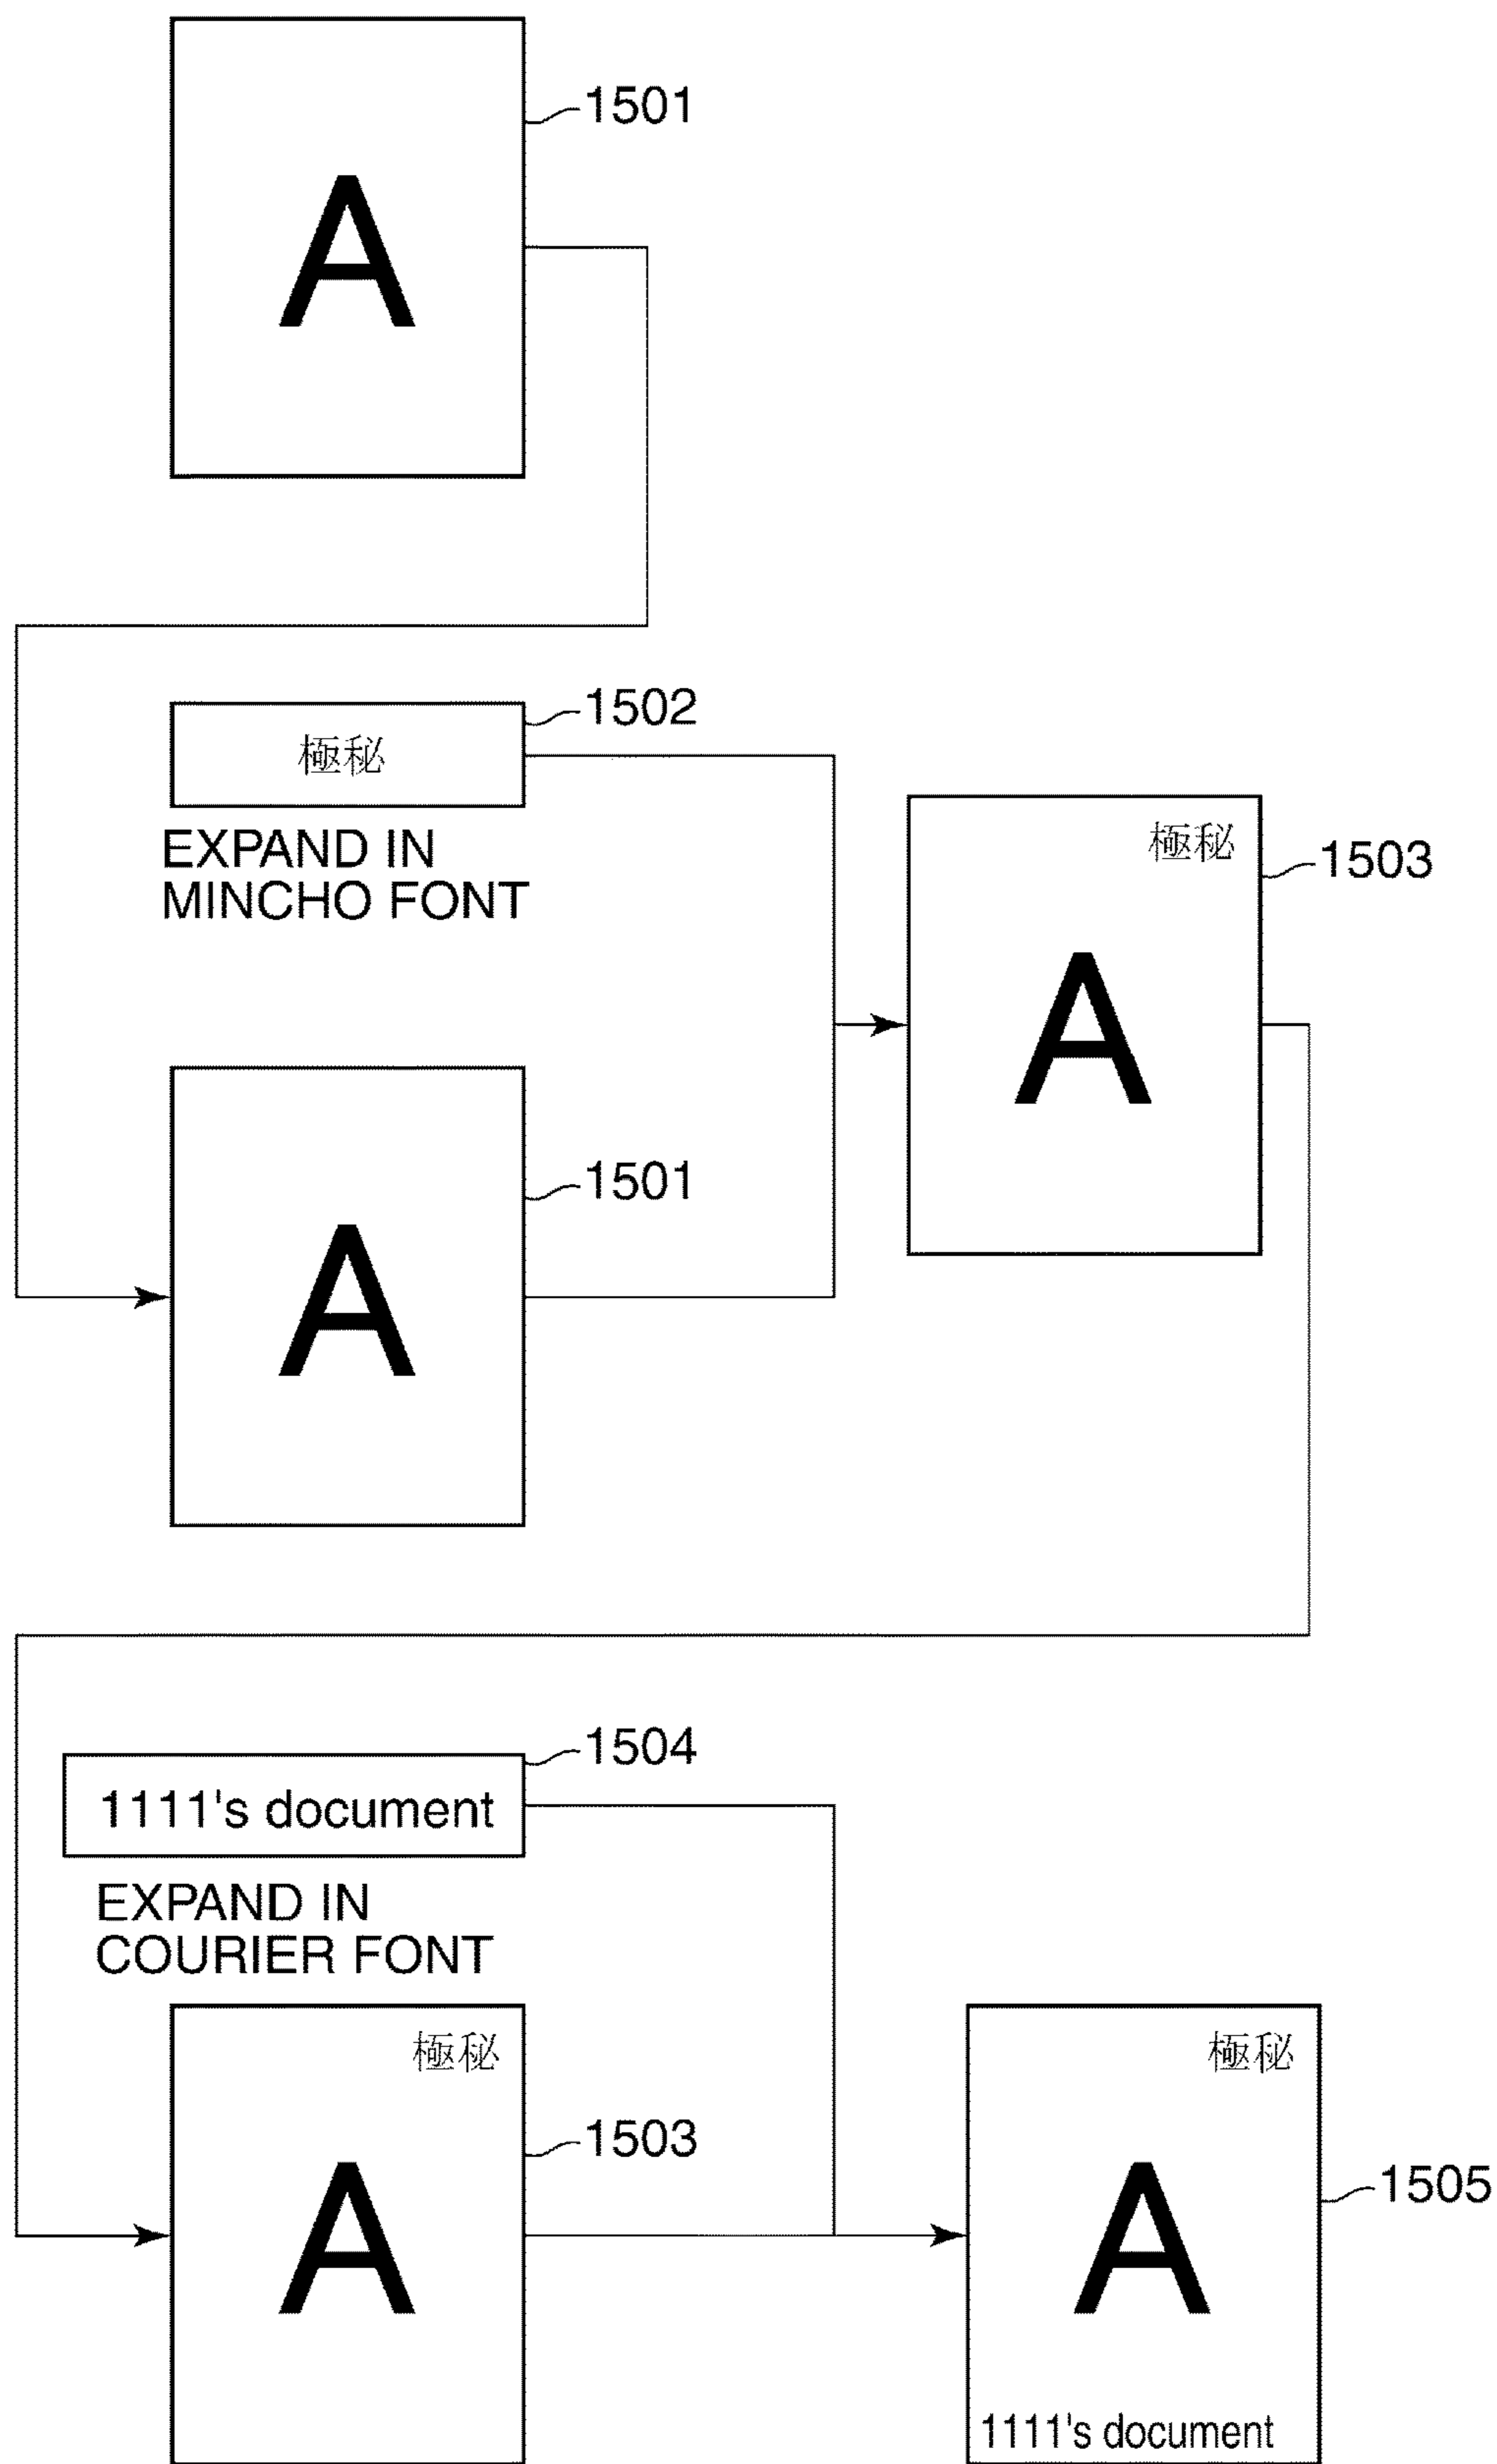 A
1501
極秘
1502
EXPAND IN
MINCHO FONT
極秘
A
1503
A
1501
1111's document
1504
EXPAND IN
COURIER FONT
極秘
A
1503
極秘
A
1111's document
1505